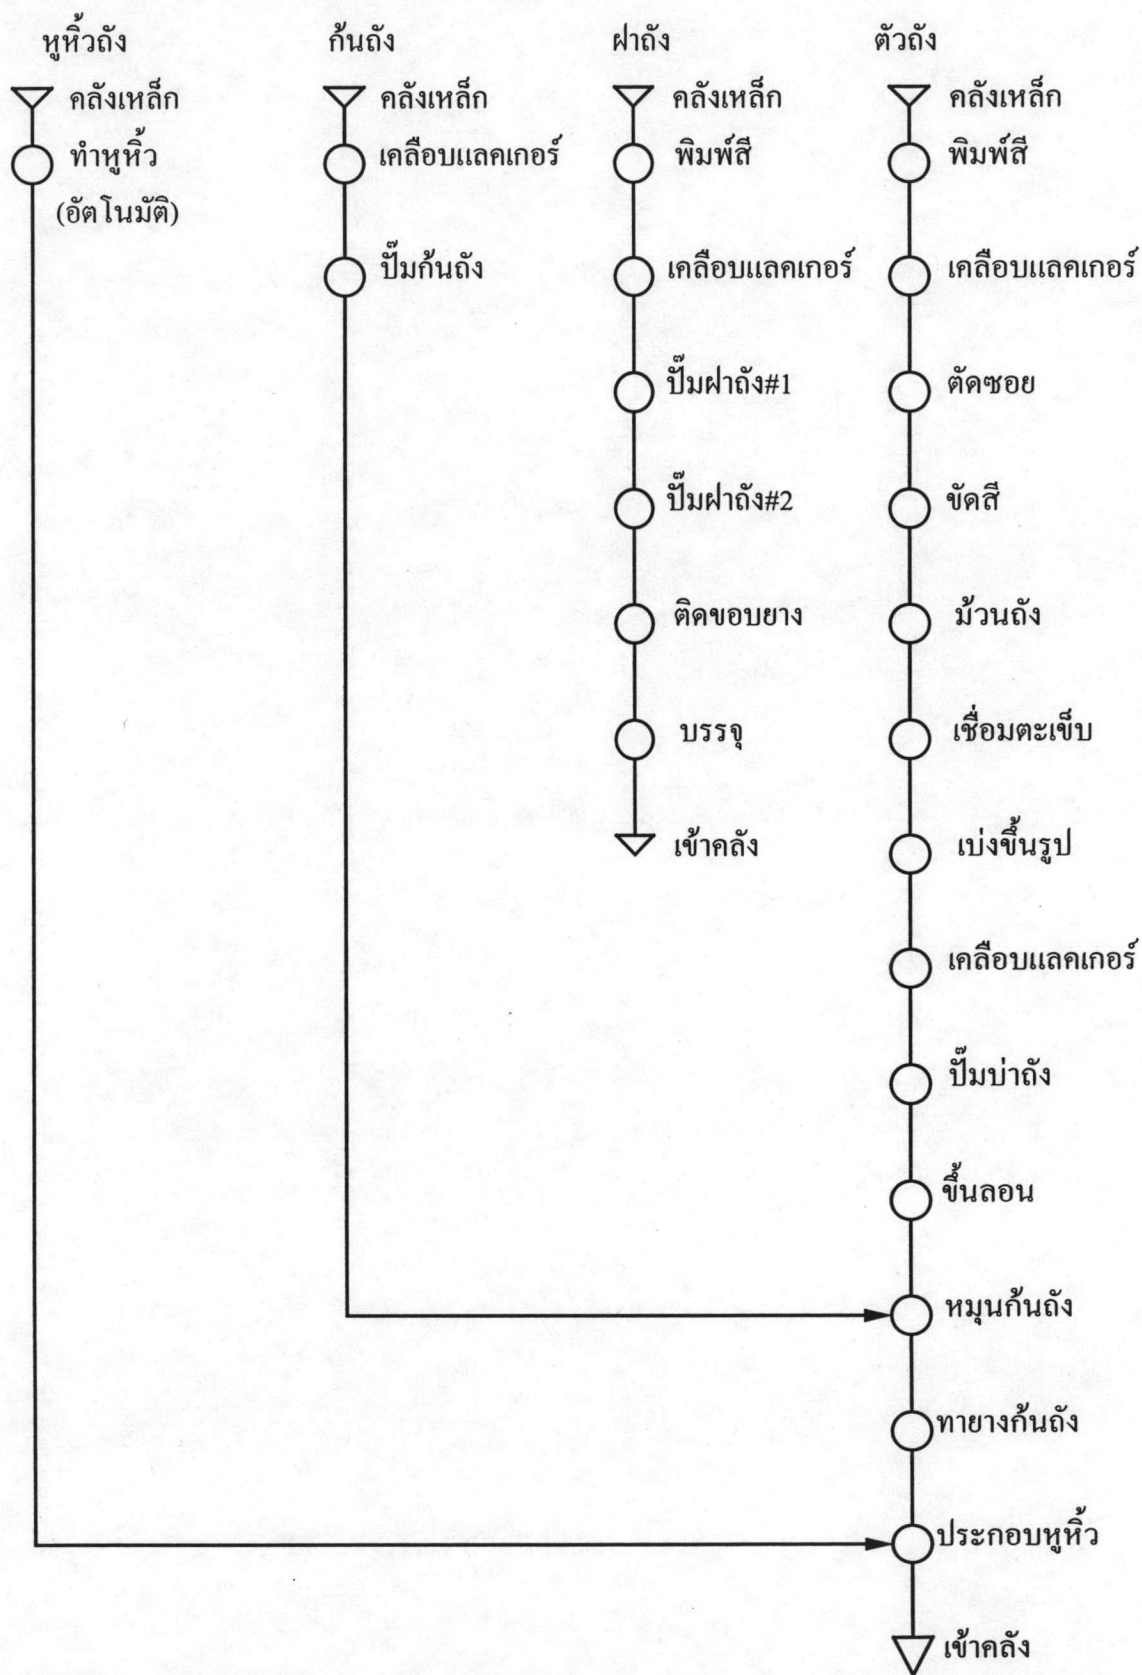 หูหิ้วถัง
คลังเหล็ก
ทำหูหิ้ว
(อัตโนมัติ)
ก้นถัง
คลังเหล็ก
เคลือบแลคเกอร์
ปั๊มก้นถัง
ฝาถัง
คลังเหล็ก
พิมพ์สี
เคลือบแลคเกอร์
ปั๊มฝาถัง#1
ปั๊มฝาถัง#2
ติดขอบยาง
บรรจุ
เข้าคลัง
ตัวถัง
คลังเหล็ก
พิมพ์สี
เคลือบแลคเกอร์
ตัดซอย
ขัดสี
ม้วนถัง
เชื่อมตะเข็บ
เบ่งขึ้นรูป
เคลือบแลคเกอร์
ปั๊มบ่าถัง
ขึ้นลอน
หมุนก้นถัง
ทายางก้นถัง
ประกอบหูหิ้ว
เข้าคลัง